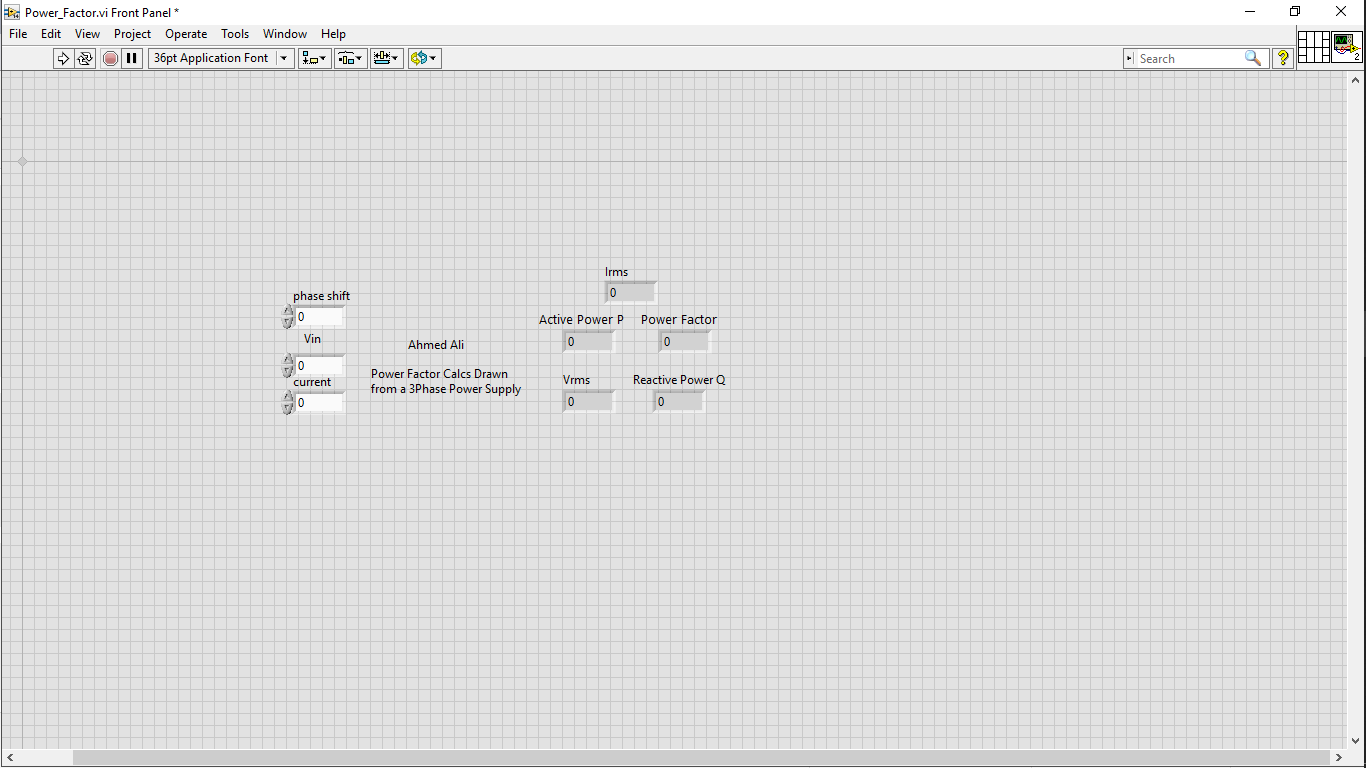 Power_Factor.vi Front Panel *
File Edit View Project Operate Tools Window Help
36pt Application Font
Search
?
2
Irms
0
phase shift
0
Active Power P Power Factor
0 0
Vin
0
Ahmed Ali
Power Factor Calcs Drawn
from a 3Phase Power Supply
current
0
Vrms Reactive Power Q
0 0